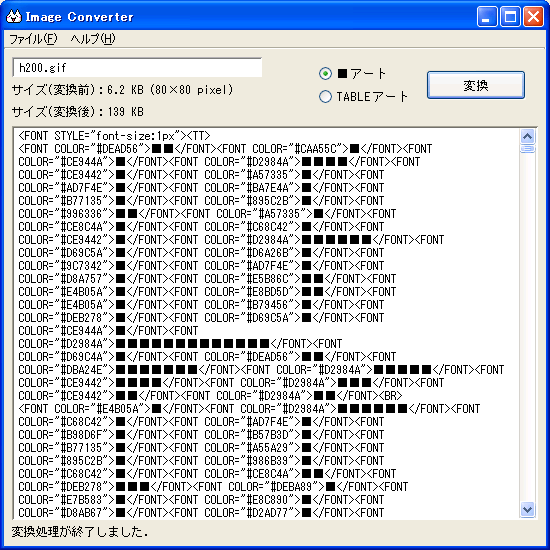 Image Converter
ファイル(F) ヘルプ(H)
h200.gif
サイズ(変換前)：6.2 KB (80×80 pixel)
サイズ(変換後)：139 KB
■アート
TABLEアート
変換
<FONT STYLE="font-size:1px"><TT>
<FONT COLOR="#DEAD56">■■</FONT><FONT COLOR="#CAA55C">■</FONT><FONT
COLOR="#CE944A">■</FONT><FONT COLOR="#D2984A">■■■■</FONT><FONT
COLOR="#CE9442">■</FONT><FONT COLOR="#A57335">■</FONT><FONT
COLOR="#AD7F4E">■</FONT><FONT COLOR="#BA7E4A">■</FONT><FONT
COLOR="#B77135">■</FONT><FONT COLOR="#895C2B">■</FONT><FONT
COLOR="#996336">■■</FONT><FONT COLOR="#A57335">■</FONT><FONT
COLOR="#CE8C4A">■</FONT><FONT COLOR="#C68C42">■</FONT><FONT
COLOR="#CE9442">■</FONT><FONT COLOR="#D2984A">■■■■■■</FONT><FONT
COLOR="#D69C5A">■</FONT><FONT COLOR="#D6A26B">■</FONT><FONT
COLOR="#9C7342">■</FONT><FONT COLOR="#AD7F4E">■</FONT><FONT
COLOR="#D8A757">■</FONT><FONT COLOR="#E5B86C">■■</FONT><FONT
COLOR="#E4B05A">■</FONT><FONT COLOR="#E8BD5D">■■</FONT><FONT
COLOR="#E4B05A">■</FONT><FONT COLOR="#B79456">■</FONT><FONT
COLOR="#DEB278">■</FONT><FONT COLOR="#D69C5A">■</FONT><FONT
COLOR="#CE944A">■</FONT><FONT
COLOR="#D2984A">■■■■■■■■■■■■■</FONT><FONT
COLOR="#D69C4A">■</FONT><FONT COLOR="#DEAD56">■■</FONT><FONT
COLOR="#DBA24E">■■■■■■■</FONT><FONT COLOR="#D2984A">■■■■■</FONT><FONT
COLOR="#CE9442">■■■■</FONT><FONT COLOR="#D2984A">■■■</FONT><FONT
COLOR="#CE9442">■■</FONT><FONT COLOR="#D2984A">■■</FONT><BR>
<FONT COLOR="#E4B05A">■</FONT><FONT COLOR="#D2984A">■■■■■■</FONT><FONT
COLOR="#C68C42">■</FONT><FONT COLOR="#AD7F4E">■</FONT><FONT
COLOR="#B98D6F">■</FONT><FONT COLOR="#B57B3D">■</FONT><FONT
COLOR="#B77135">■</FONT><FONT COLOR="#A55A29">■</FONT><FONT
COLOR="#895C2B">■</FONT><FONT COLOR="#986B39">■</FONT><FONT
COLOR="#C68C42">■</FONT><FONT COLOR="#CE8C4A">■</FONT><FONT
COLOR="#DEB278">■■■</FONT><FONT COLOR="#DEBA89">■</FONT><FONT
COLOR="#E7B583">■</FONT><FONT COLOR="#E8C890">■</FONT><FONT
COLOR="#D8AB67">■</FONT><FONT COLOR="#D2AD77">■</FONT><FONT
変換処理が終了しました．